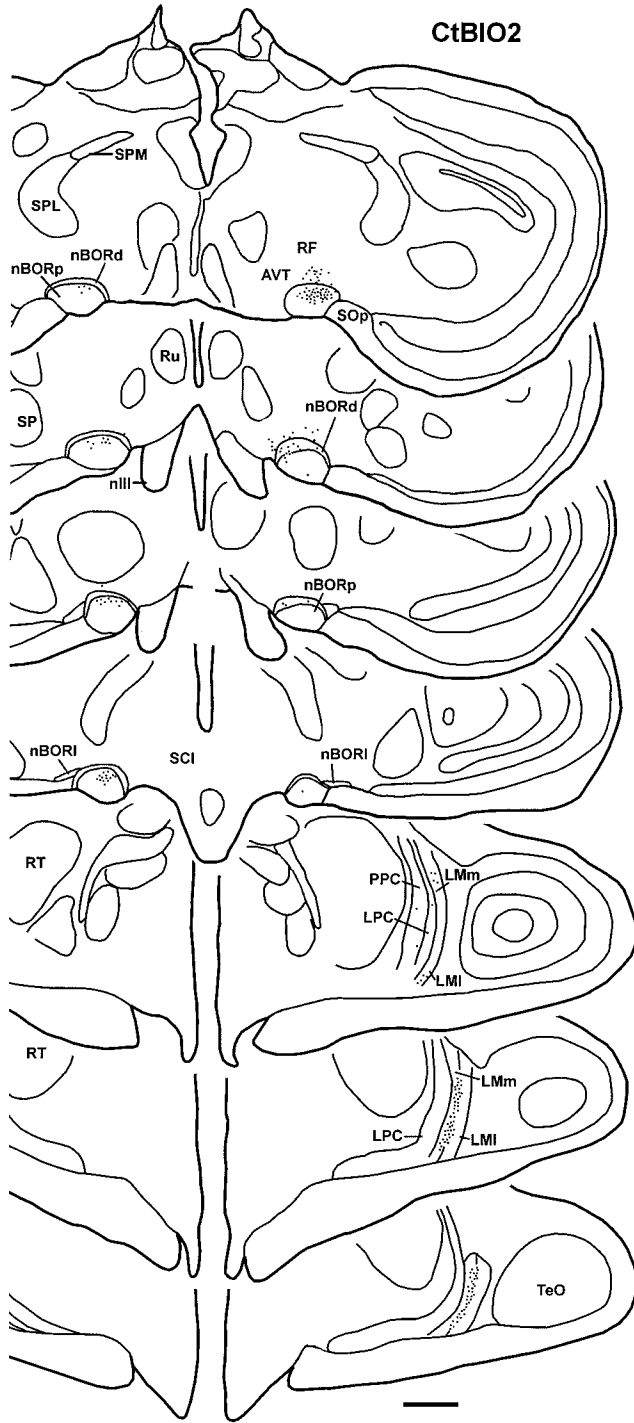 CtBIO2
SPM
SPL
RF
nBORd
nBORp
AVT
SOp
Ru
nBORd
SP
nIII
nBORp
nBORl
SCI
nBORl
RT
PPC
LMm
LPC
LMl
RT
LMm
LPC
LMl
TeO